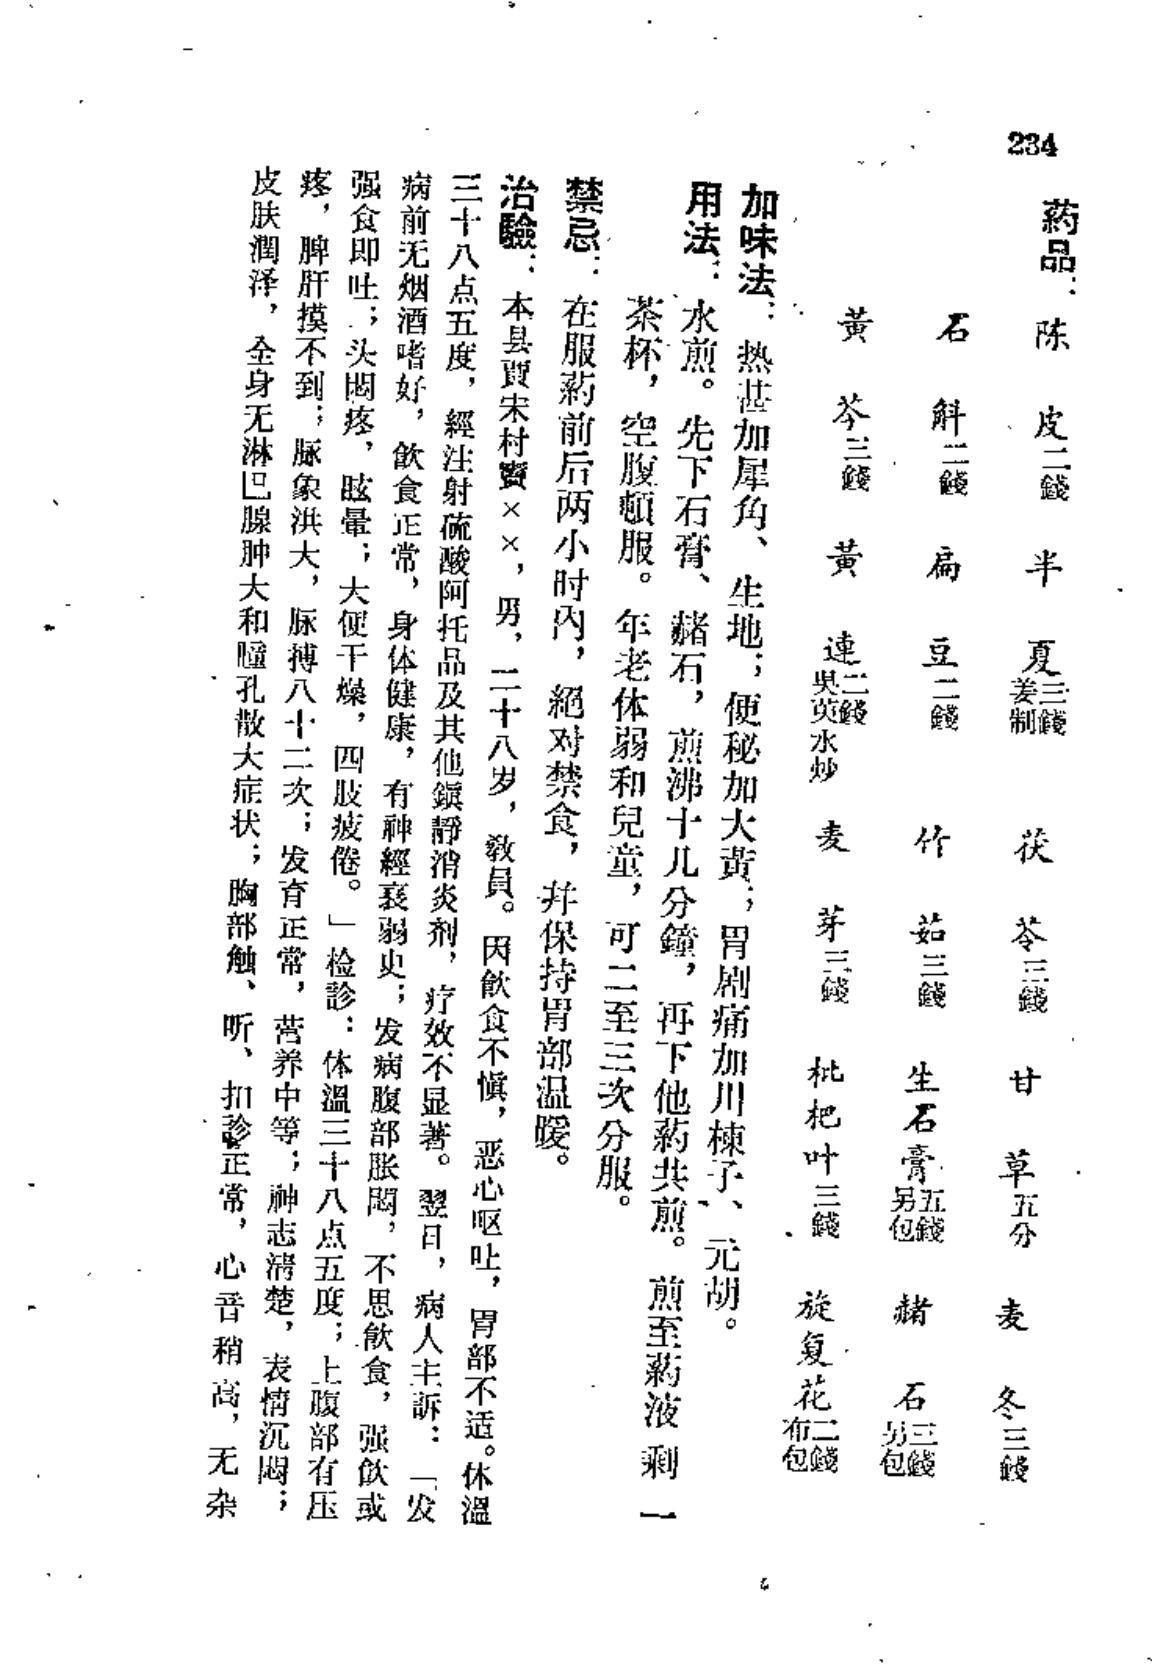 234
药品：陈皮二錢 半夏三錢姜制 茯苓三錢 甘草五分 麦冬三錢
石斛二錢 扁豆二錢 竹茹三錢 生石膏五錢另包 赭石三錢另包
黃芩三錢 黃連二錢吳萸水炒 麦芽三錢 枇杷叶三錢 旋复花二錢布包
加味法：热甚加犀角、生地；便秘加大黃；胃剧痛加川楝子、元胡。
用法：水煎。先下石膏、赭石，煎沸十几分鐘，再下他药共煎。煎至药液剩一
茶杯，空腹頓服。年老体弱和兒童，可二至三次分服。
禁忌：在服药前后两小时內，絕对禁食，幷保持胃部温暖。
治驗：本县賈宋村竇××，男，二十八岁，教員。因飲食不愼，恶心呕吐，胃部不适。体溫
三十八点五度，經注射硫酸阿托品及其他鎭靜消炎剂，疗效不显著。翌日，病人主訴：「发
病前无烟酒嗜好，飲食正常，身体健康，有神經衰弱史；发病腹部胀悶，不思飲食，强飲或
强食即吐；头悶疼，眩暈；大便干燥，四肢疲倦。」检診：体溫三十八点五度；上腹部有压
疼，脾肝摸不到；脉象洪大，脉搏八十二次；发育正常，营养中等；神志清楚，表情沉悶；
皮肤潤泽，全身无淋巴腺肿大和瞳孔散大症状；胸部触、听、扣診正常，心音稍高，无杂